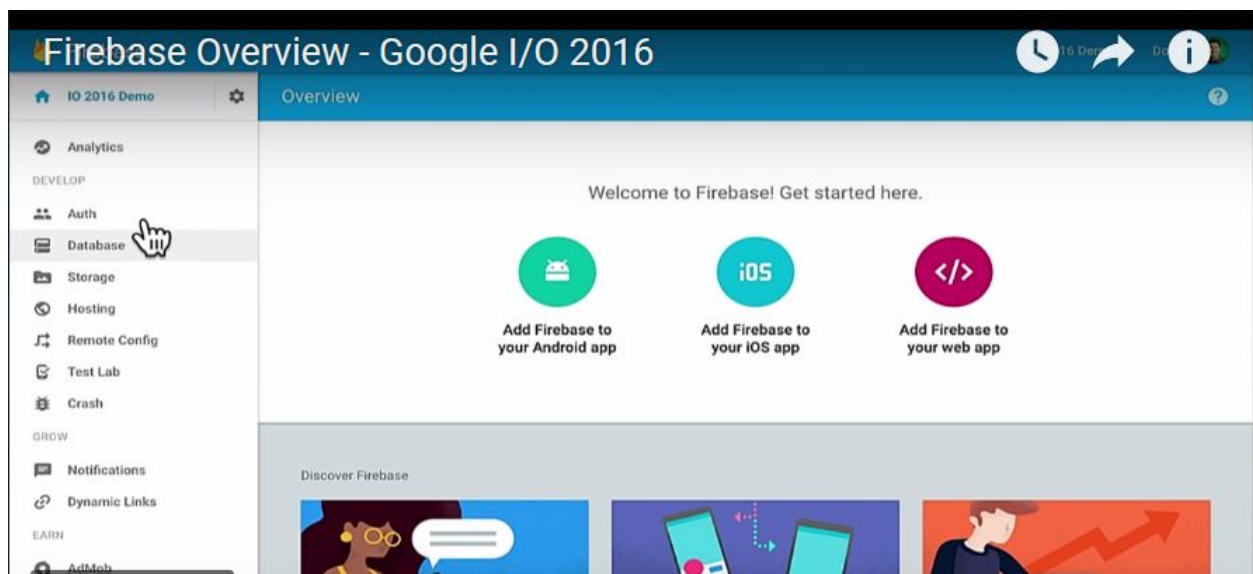 Firebase Overview - Google I/O 2016
IO 2016 Demo
Overview
Analytics
DEVELOP
Auth
Database
Storage
Hosting
Remote Config
Test Lab
Crash
GROW
Notifications
Dynamic Links
EARN
AdMob
Welcome to Firebase! Get started here.
iOS
</>
Add Firebase to
your Android app
Add Firebase to
your iOS app
Add Firebase to
your web app
Discover Firebase